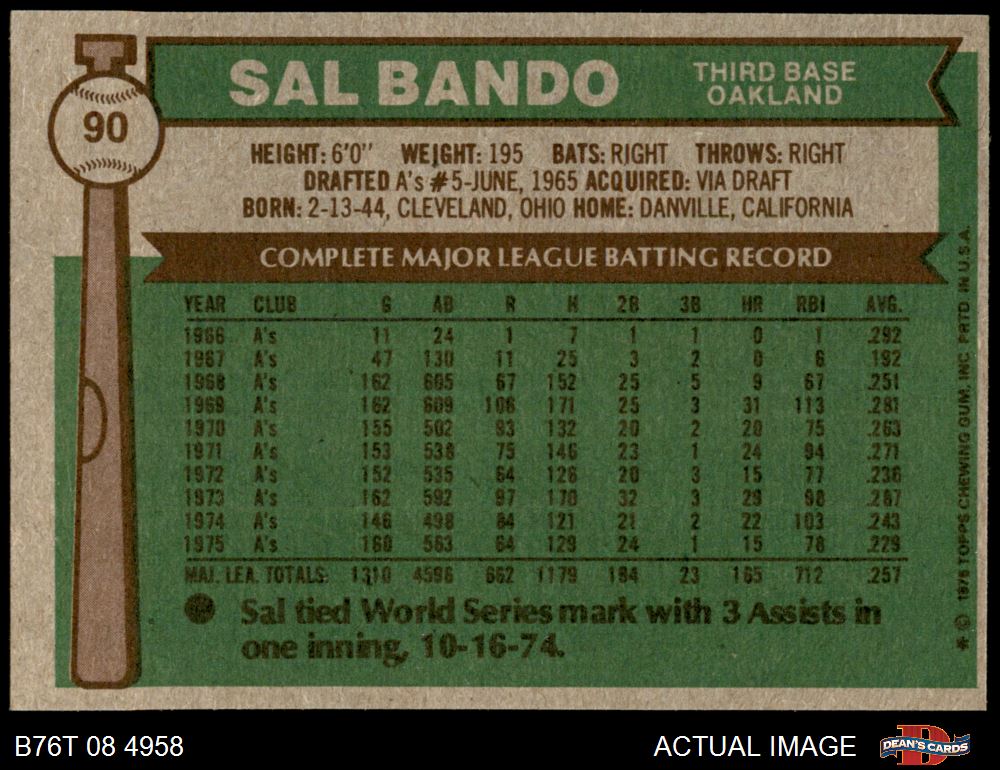 90
SAL BANDO
THIRD BASE
OAKLAND
HEIGHT: 6'0" WEIGHT: 195 BATS: RIGHT THROWS: RIGHT
DRAFTED A's #5-JUNE, 1965 ACQUIRED: VIA DRAFT
BORN: 2-13-44, CLEVELAND, OHIO HOME: DANVILLE, CALIFORNIA
COMPLETE MAJOR LEAGUE BATTING RECORD
YEAR CLUB G AB R H 2B 3B HR RBI AVG.
1966 A's 11 24 1 7 1 1 0 1 .292
1967 A's 47 130 11 25 3 2 0 6 .192
1968 A's 162 605 67 152 25 5 9 67 .251
1969 A's 162 609 106 171 25 3 31 113 .281
1970 A's 155 502 93 132 20 2 20 75 .263
1971 A's 153 538 75 146 23 1 24 94 .271
1972 A's 152 535 64 126 20 3 15 77 .236
1973 A's 162 592 97 170 32 3 29 98 .287
1974 A's 146 498 84 121 21 2 22 103 .243
1975 A's 160 563 64 129 24 1 15 78 .229
MAJ. LEA. TOTALS: 1310 4596 662 1179 194 23 165 712 .257
Sal tied World Series mark with 3 Assists in
one inning, 10-16-74.
* © 1976 TOPPS CHEWING GUM, INC PRTD IN U.S.A.
B76T 08 4958
ACTUAL IMAGE
DEAN'S CARDS